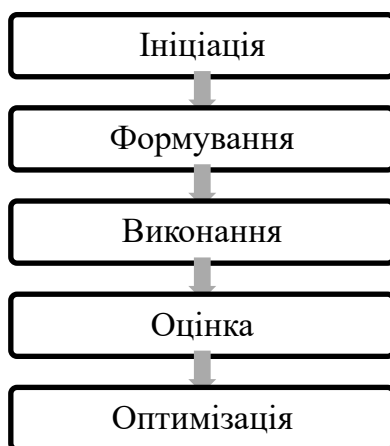 Ініціація
Формування
Виконання
Оцінка
Оптимізація